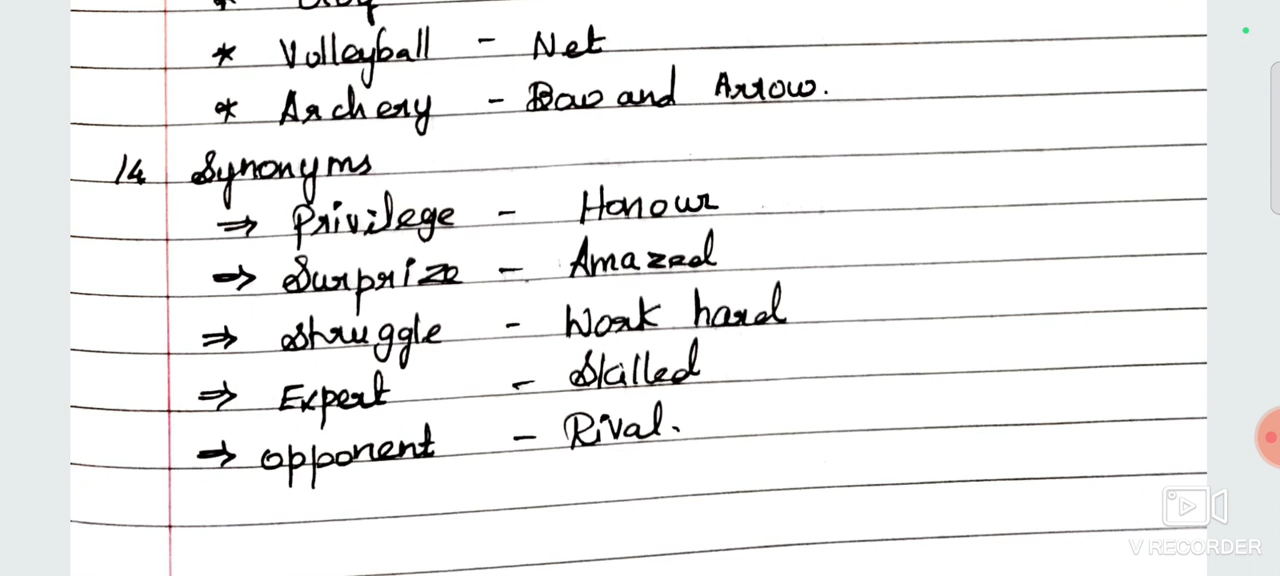 * Volleyball - Net
* Archery - Bow and Arrow.
14 Synonyms
⇒ Privilege - Honour
⇒ Surprize - Amazed
⇒ Struggle - Work hard
⇒ Expert - Skilled
⇒ opponent - Rival.
V RECORDER